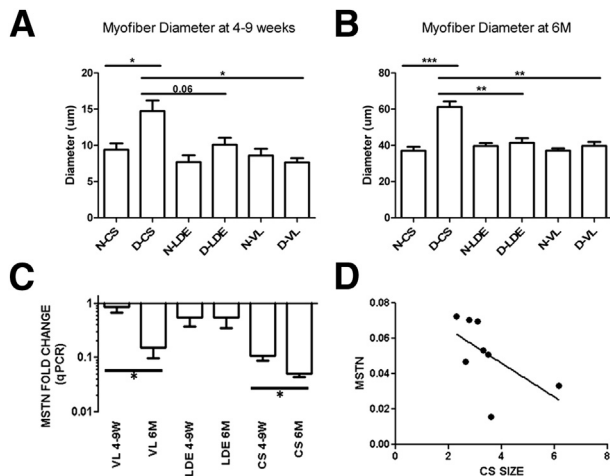 A
Myofiber Diameter at 4-9 weeks
Diameter (um)
20
15
10
5
0
*
*
0.06
N-CS
D-CS
N-LDE
D-LDE
N-VL
D-VL
B
Myofiber Diameter at 6M
Diameter (um)
80
60
40
20
0
***
**
**
N-CS
D-CS
N-LDE
D-LDE
N-VL
D-VL
C
MSTN FOLD CHANGE
(qPCR)
1
0.1
0.01
*
*
VL 4-9W
VL 6M
LDE 4-9W
LDE 6M
CS 4-9W
CS 6M
D
MSTN
0.08
0.06
0.04
0.02
0.00
0
2
4
6
8
CS SIZE